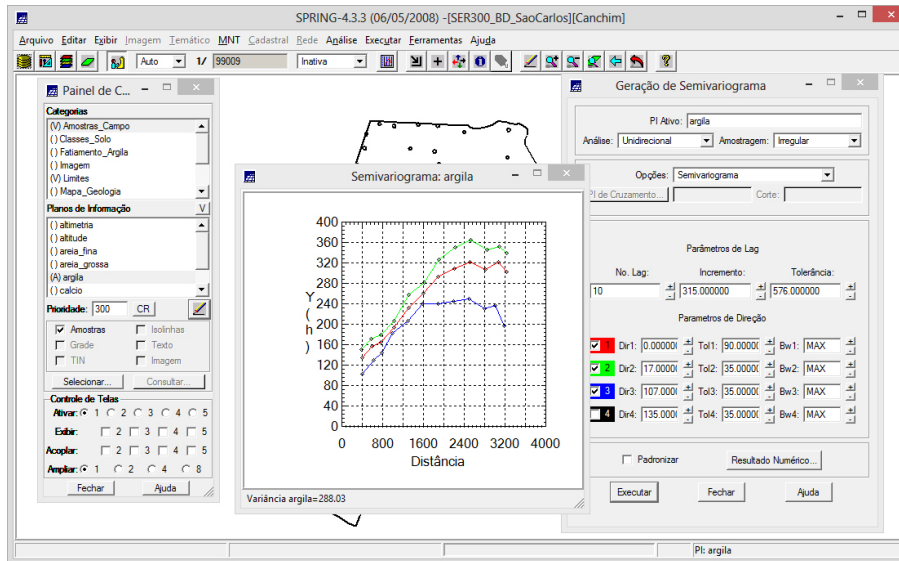 SPRING-4.3.3 (06/05/2008) -[SER300_BD_SaoCarlos][Canchim]
Arquivo Editar Exibir Imagem Temático MNT Cadastral Rede Análise Executar Ferramentas Ajuda
Auto 1/ 99009 Inativa
Painel de C...
Categorias
(V) Amostras_Campo
( ) Classes_Solo
( ) Fatiamento_Argila
( ) Imagem
(V) Limites
( ) Mapa_Geologia
Planos de Informação V
( ) altimetria
( ) altitude
( ) areia_fina
( ) areia_grossa
(A) argila
( ) calcio
Prioridade: 300 CR
Amostras Isolinhas
Grade Texto
TIN Imagem
Selecionar... Consultar...
Controle de Telas
Ativar: 1 2 3 4 5
Exibir: 2 3 4 5
Acoplar: 2 3 4 5
Ampliar: 1 2 4 8
Fechar Ajuda
Semivariograma: argila
400
360
320
280
240
200
160
120
80
40
0
Y(h)
0 800 1600 2400 3200 4000
Distância
Variância argila=288.03
Geração de Semivariograma
PI Ativo: argila
Análise: Unidirecional Amostragem: Irregular
Opções: Semivariograma
PI de Cruzamento... Corte:
Parâmetros de Lag
No. Lag: Incremento: Tolerância:
10 315.000000 576.000000
Parametros de Direção
1 Dir1: 0.00000 Tol1: 90.0000 Bw1: MAX
2 Dir2: 17.0000 Tol2: 35.0000 Bw2: MAX
3 Dir3: 107.000 Tol3: 35.0000 Bw3: MAX
4 Dir4: 135.000 Tol4: 35.0000 Bw4: MAX
Padronizar Resultado Numérico...
Executar Fechar Ajuda
PI: argila